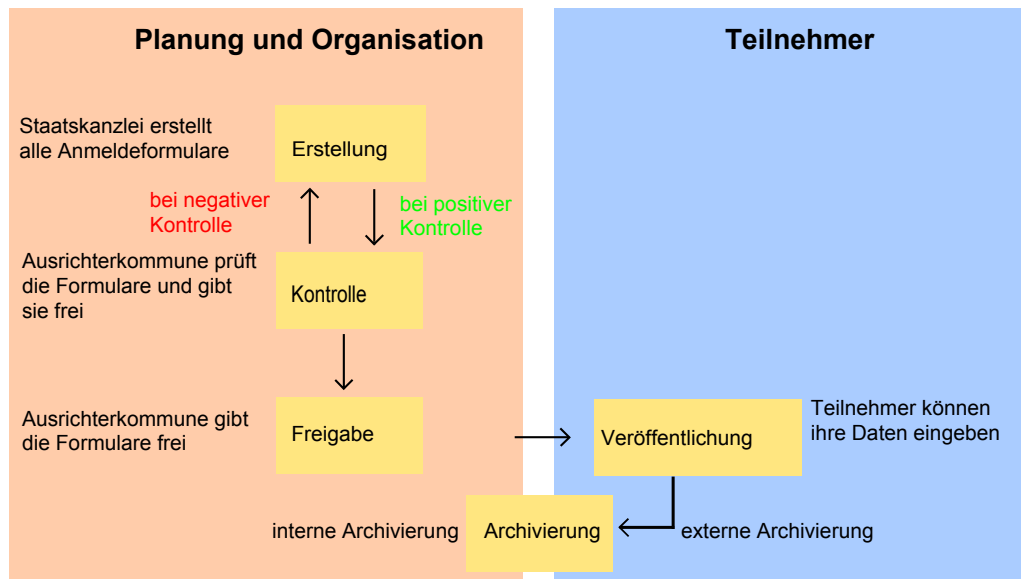 Planung und Organisation
Teilnehmer
Staatskanzlei erstellt
alle Anmeldeformulare
Erstellung
bei negativer
Kontrolle
bei positiver
Kontrolle
Ausrichterkommune prüft
die Formulare und gibt
sie frei
Kontrolle
Ausrichterkommune gibt
die Formulare frei
Freigabe
Veröffentlichung
Teilnehmer können
ihre Daten eingeben
interne Archivierung
Archivierung
externe Archivierung